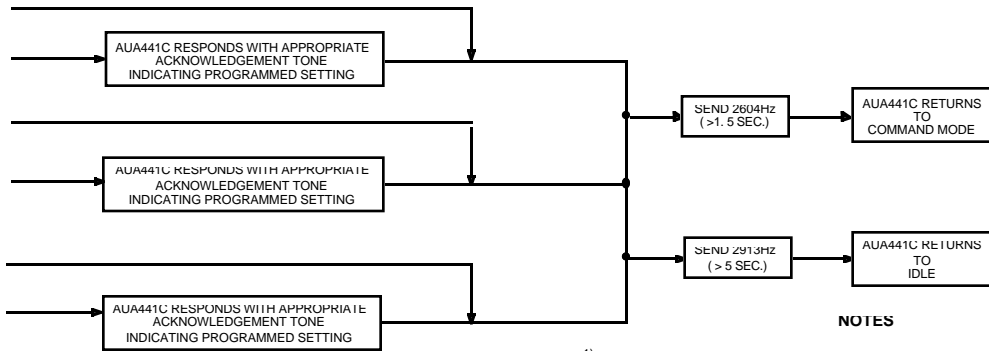 AUA441C RESPONDS WITH APPROPRIATE
ACKNOWLEDGEMENT TONE
INDICATING PROGRAMMED SETTING
SEND 2604Hz
( >1. 5 SEC.)
AUA441C RETURNS
TO
COMMAND MODE
AUA441C RESPONDS WITH APPROPRIATE
ACKNOWLEDGEMENT TONE
INDICATING PROGRAMMED SETTING
SEND 2913Hz
( > 5 SEC.)
AUA441C RETURNS
TO
IDLE
AUA441C RESPONDS WITH APPROPRIATE
ACKNOWLEDGEMENT TONE
INDICATING PROGRAMMED SETTING
NOTES